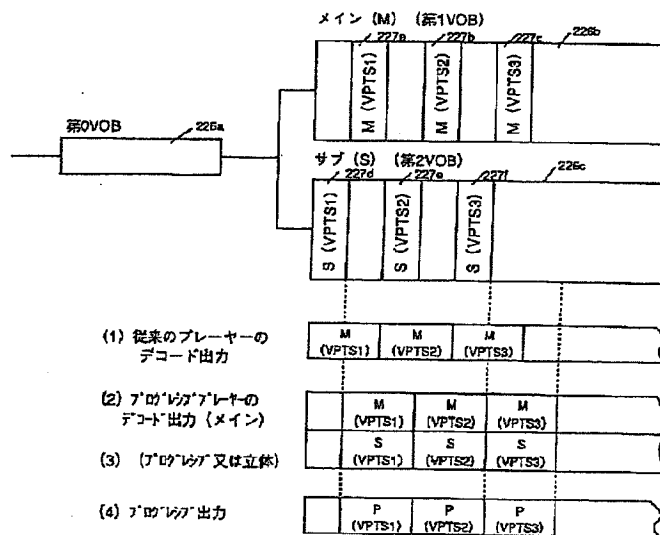 メイン (M) (第1VOB)
227a
227b
227c
226b
M (VPTS1)
M (VPTS2)
M (VPTS3)
第0VOB
226a
サブ (S) (第2VOB)
227d
227e
227f
226c
S (VPTS1)
S (VPTS2)
S (VPTS3)
(1) 従来のプレーヤーの
デコード出力
M
(VPTS1)
M
(VPTS2)
M
(VPTS3)
(2) プログレシブプレーヤーの
デコード出力 (メイン)
M
(VPTS1)
M
(VPTS2)
M
(VPTS3)
(3) (プログレシブ又は立体)
S
(VPTS1)
S
(VPTS2)
S
(VPTS3)
(4) プログレシブ出力
P
(VPTS1)
P
(VPTS2)
P
(VPTS3)